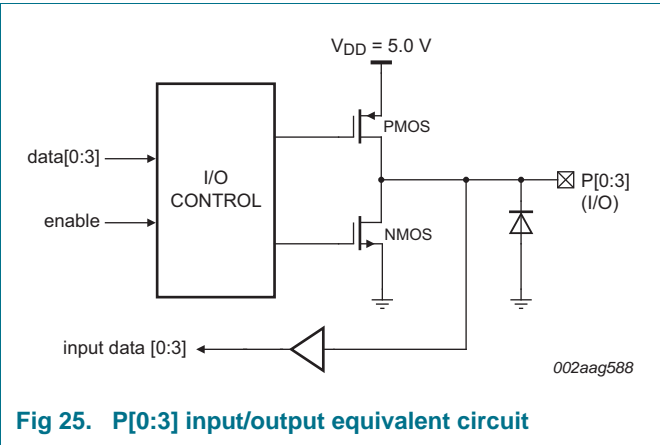 VDD = 5.0 V
PMOS
data[0:3]
I/O
CONTROL
P[0:3]
(I/O)
enable
NMOS
input data [0:3]
002aag588
Fig 25. P[0:3] input/output equivalent circuit